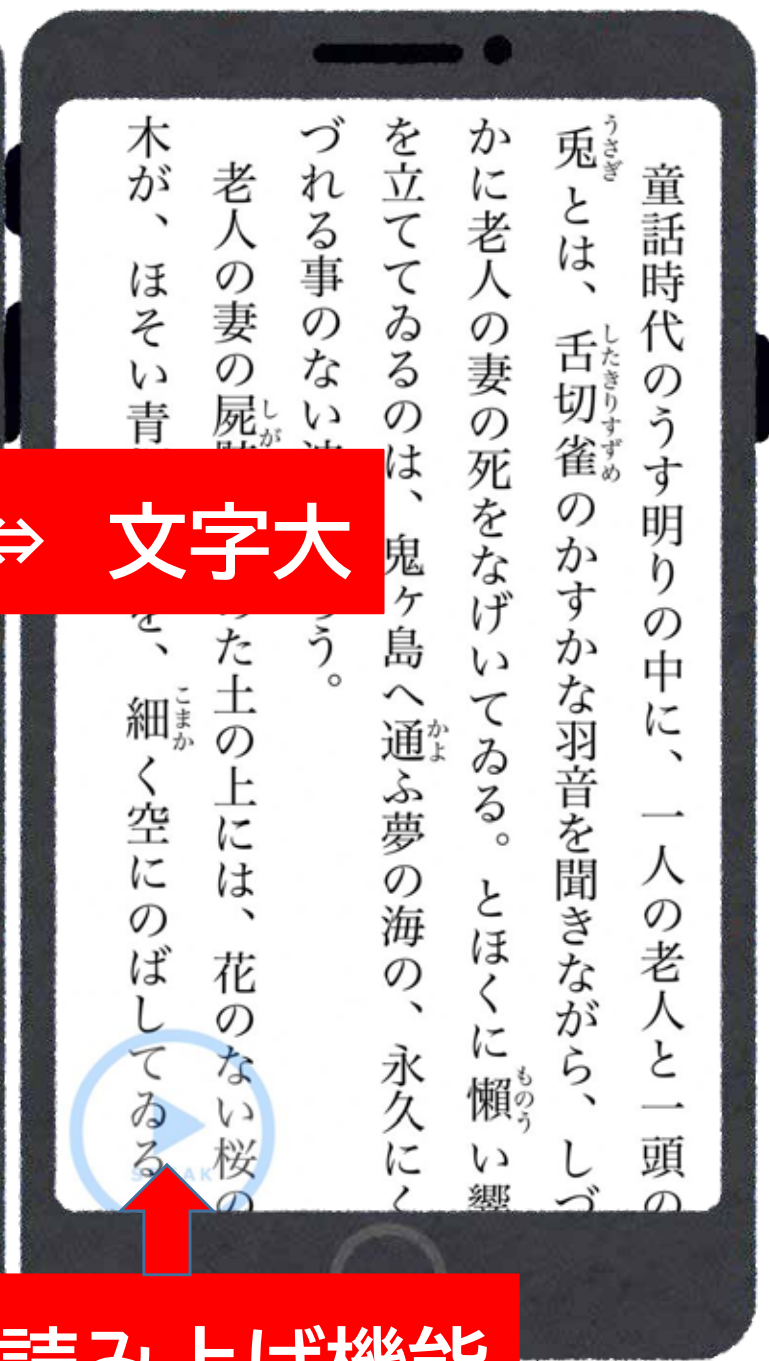 童話時代のうす明りの中に、一人の老人と一頭の
兎とは、舌切雀のかすかな羽音を聞きながら、しづ
うさぎ
したきりすずめ
かに老人の妻の死をなげいてゐる。とほくに懶い響
ものう
を立ててゐるのは、鬼ヶ島へ通ふ夢の海の、永久にく
かよ
づれる事のない
う。
老人の妻の屍
しが
た土の上には、花のない桜の
木が、ほそい青
を、細く空にのばしてゐる
こまか
⇔ 文字大
読み上げ機能